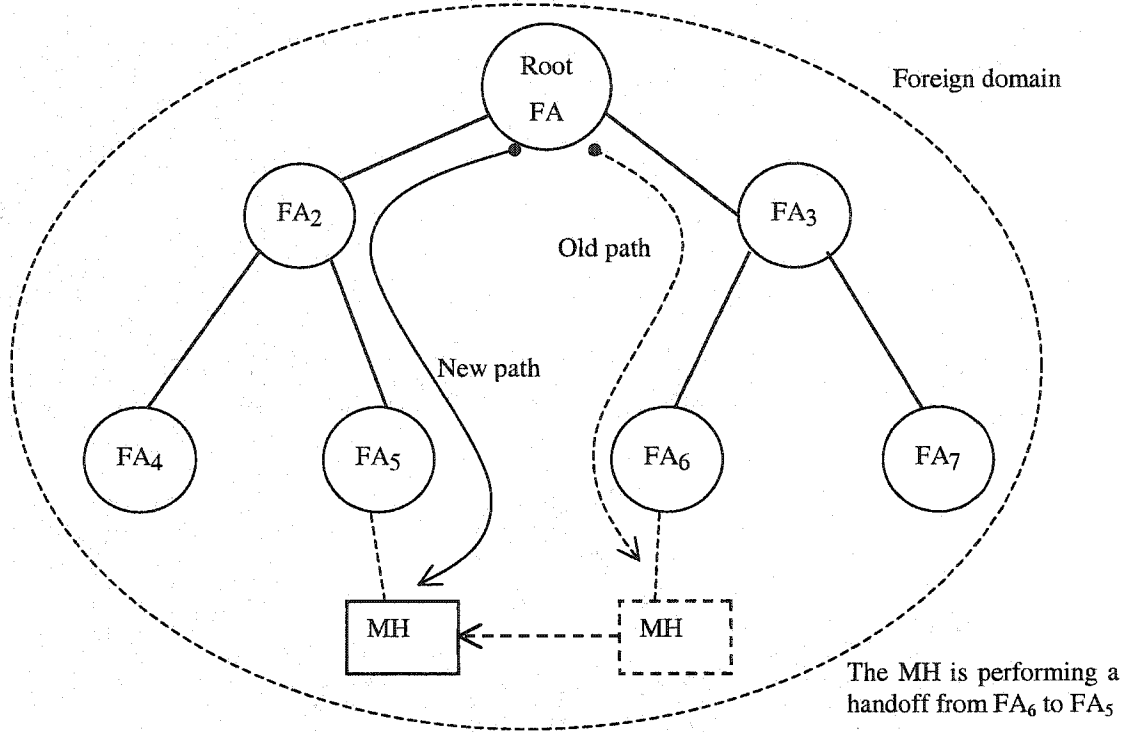 Root
FA
Foreign domain
FA2
FA3
Old path
New path
FA4
FA5
FA6
FA7
MH
MH
The MH is performing a
handoff from FA6 to FA5